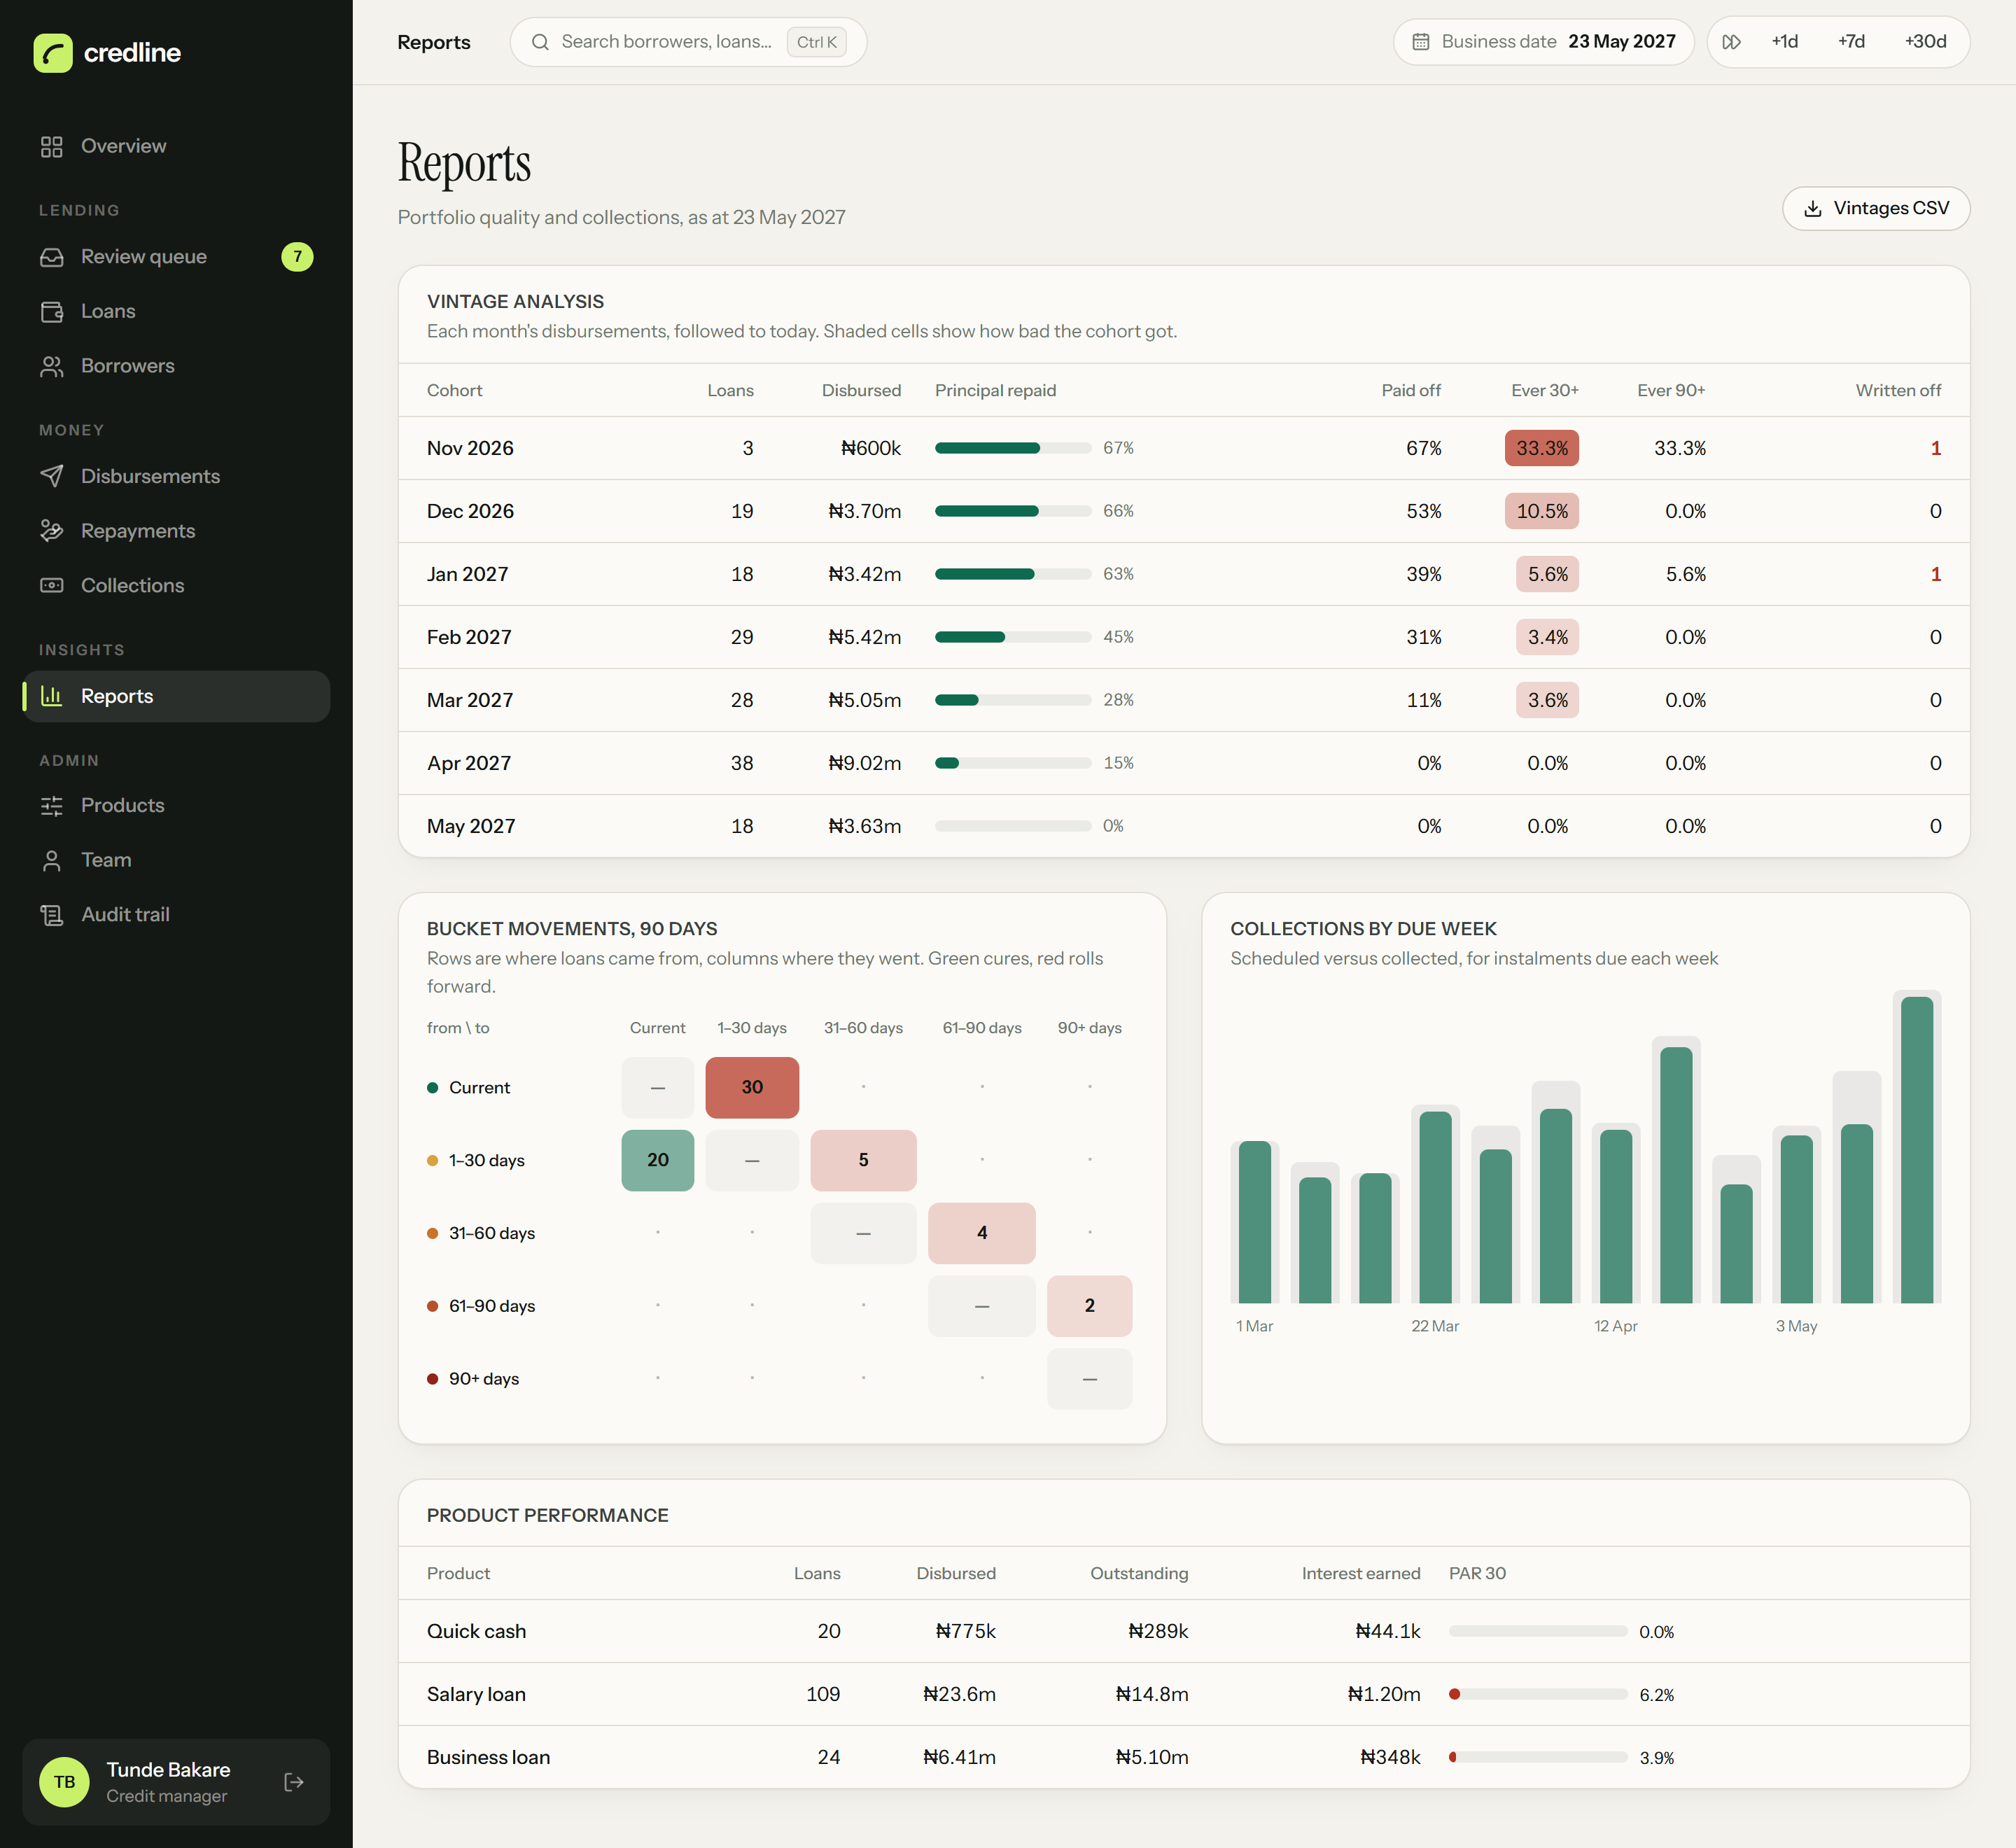 credline
Overview
LENDING
Review queue 7
Loans
Borrowers
MONEY
Disbursements
Repayments
Collections
INSIGHTS
Reports
ADMIN
Products
Team
Audit trail
TB
Tunde Bakare
Credit manager
Reports
Search borrowers, loans... Ctrl K
Business date 23 May 2027
+1d +7d +30d
Reports
Portfolio quality and collections, as at 23 May 2027
Vintages CSV
VINTAGE ANALYSIS
Each month's disbursements, followed to today. Shaded cells show how bad the cohort got.
Cohort Loans Disbursed Principal repaid Paid off Ever 30+ Ever 90+ Written off
Nov 2026 3 ₦600k 67% 67% 33.3% 33.3% 1
Dec 2026 19 ₦3.70m 66% 53% 10.5% 0.0% 0
Jan 2027 18 ₦3.42m 63% 39% 5.6% 5.6% 1
Feb 2027 29 ₦5.42m 45% 31% 3.4% 0.0% 0
Mar 2027 28 ₦5.05m 28% 11% 3.6% 0.0% 0
Apr 2027 38 ₦9.02m 15% 0% 0.0% 0.0% 0
May 2027 18 ₦3.63m 0% 0% 0.0% 0.0% 0
BUCKET MOVEMENTS, 90 DAYS
Rows are where loans came from, columns where they went. Green cures, red rolls
forward.
from \ to Current 1–30 days 31–60 days 61–90 days 90+ days
Current — 30 · · ·
1–30 days 20 — 5 · ·
31–60 days · · — 4 ·
61–90 days · · · — 2
90+ days · · · · —
COLLECTIONS BY DUE WEEK
Scheduled versus collected, for instalments due each week
1 Mar 22 Mar 12 Apr 3 May
PRODUCT PERFORMANCE
Product Loans Disbursed Outstanding Interest earned PAR 30
Quick cash 20 ₦775k ₦289k ₦44.1k 0.0%
Salary loan 109 ₦23.6m ₦14.8m ₦1.20m 6.2%
Business loan 24 ₦6.41m ₦5.10m ₦348k 3.9%